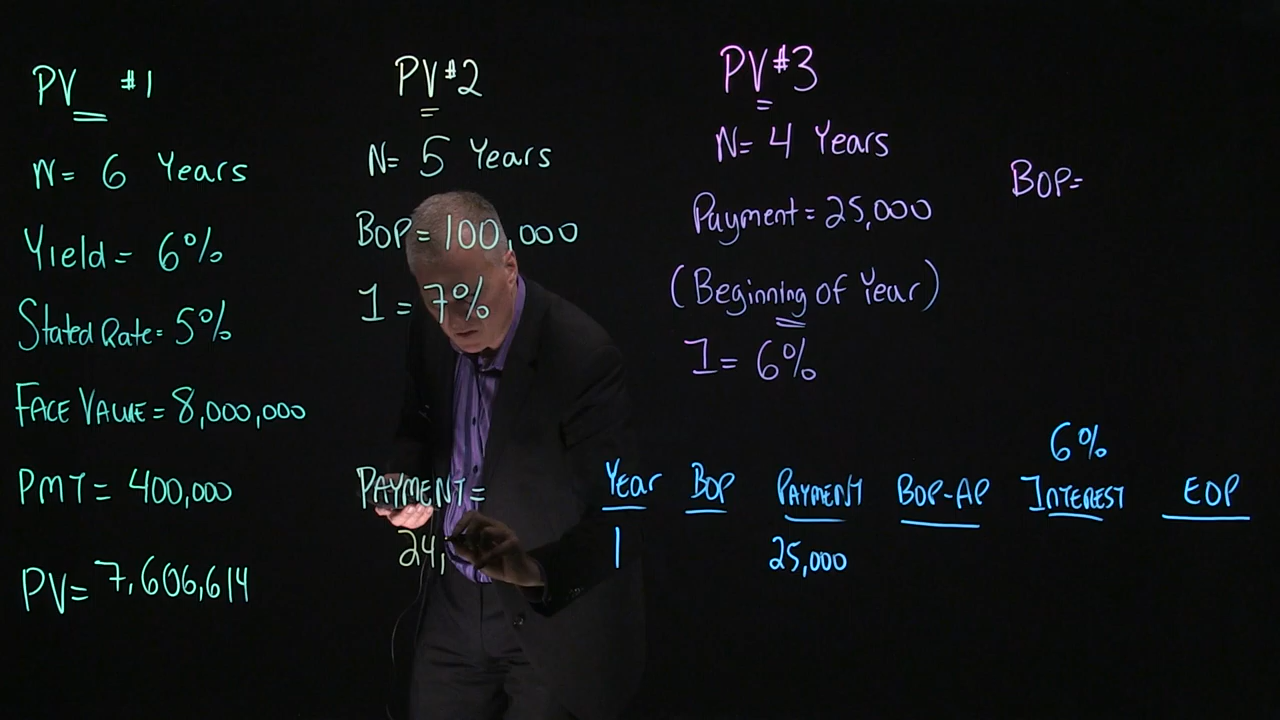 PV #1
N= 6 Years
Yield = 6%
Stated Rate= 5%
FACE VALUE = 8,000,000
PMT = 400,000
PV= 7,606,614
PV#2
N= 5 Years
BOP = 100,000
I = 7%
PAYMENT=
24,
PV#3
N= 4 Years
Payment = 25,000
(Beginning of Year)
I = 6%
BOP=
6%
Year BOP PAYMENT BOP-AP INTEREST EOP
1 25,000